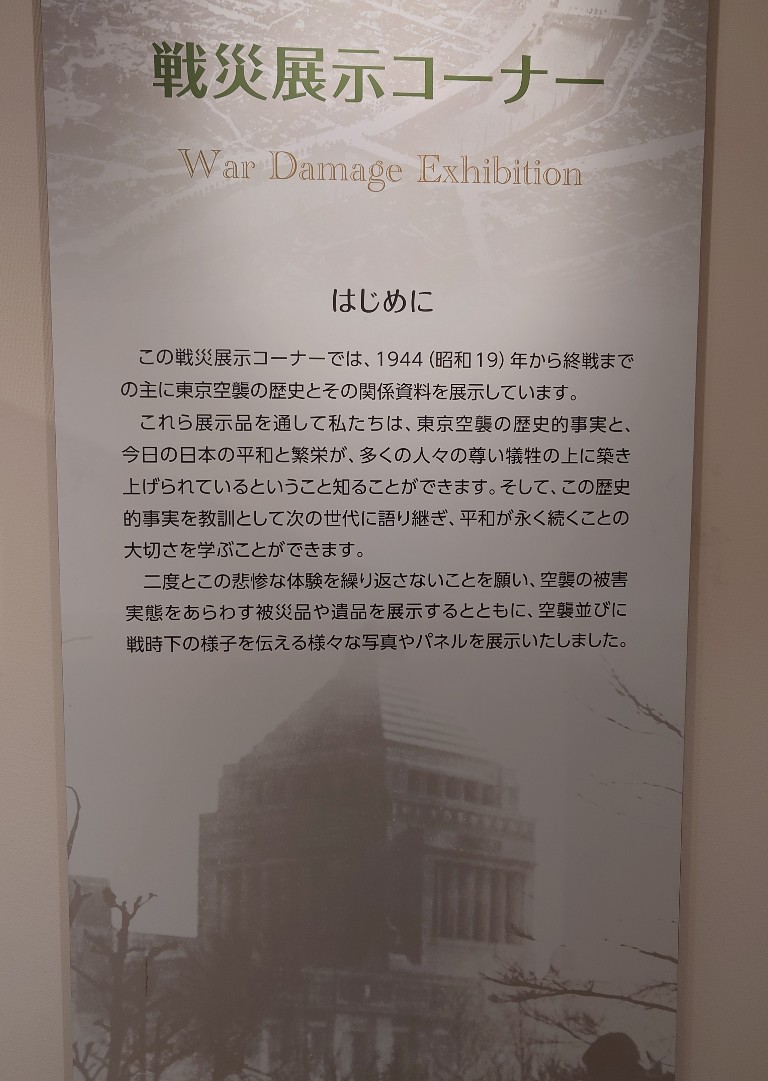 戦災展示コーナー
War Damage Exhibition
はじめに
この戦災展示コーナーでは、1944（昭和19）年から終戦まで
の主に東京空襲の歴史とその関係資料を展示しています。
これら展示品を通して私たちは、東京空襲の歴史的事実と、
今日の日本の平和と繁栄が、多くの人々の尊い犠牲の上に築き
上げられているということ知ることができます。そして、この歴史
的事実を教訓として次の世代に語り継ぎ、平和が永く続くことの
大切さを学ぶことができます。
二度とこの悲惨な体験を繰り返さないことを願い、空襲の被害
実態をあらわす被災品や遺品を展示するとともに、空襲並びに
戦時下の様子を伝える様々な写真やパネルを展示いたしました。